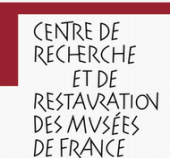 CENTRE DE
RECHERCHE
ET DE
RESTAURATION
DES MUSÉES
DE FRANCE